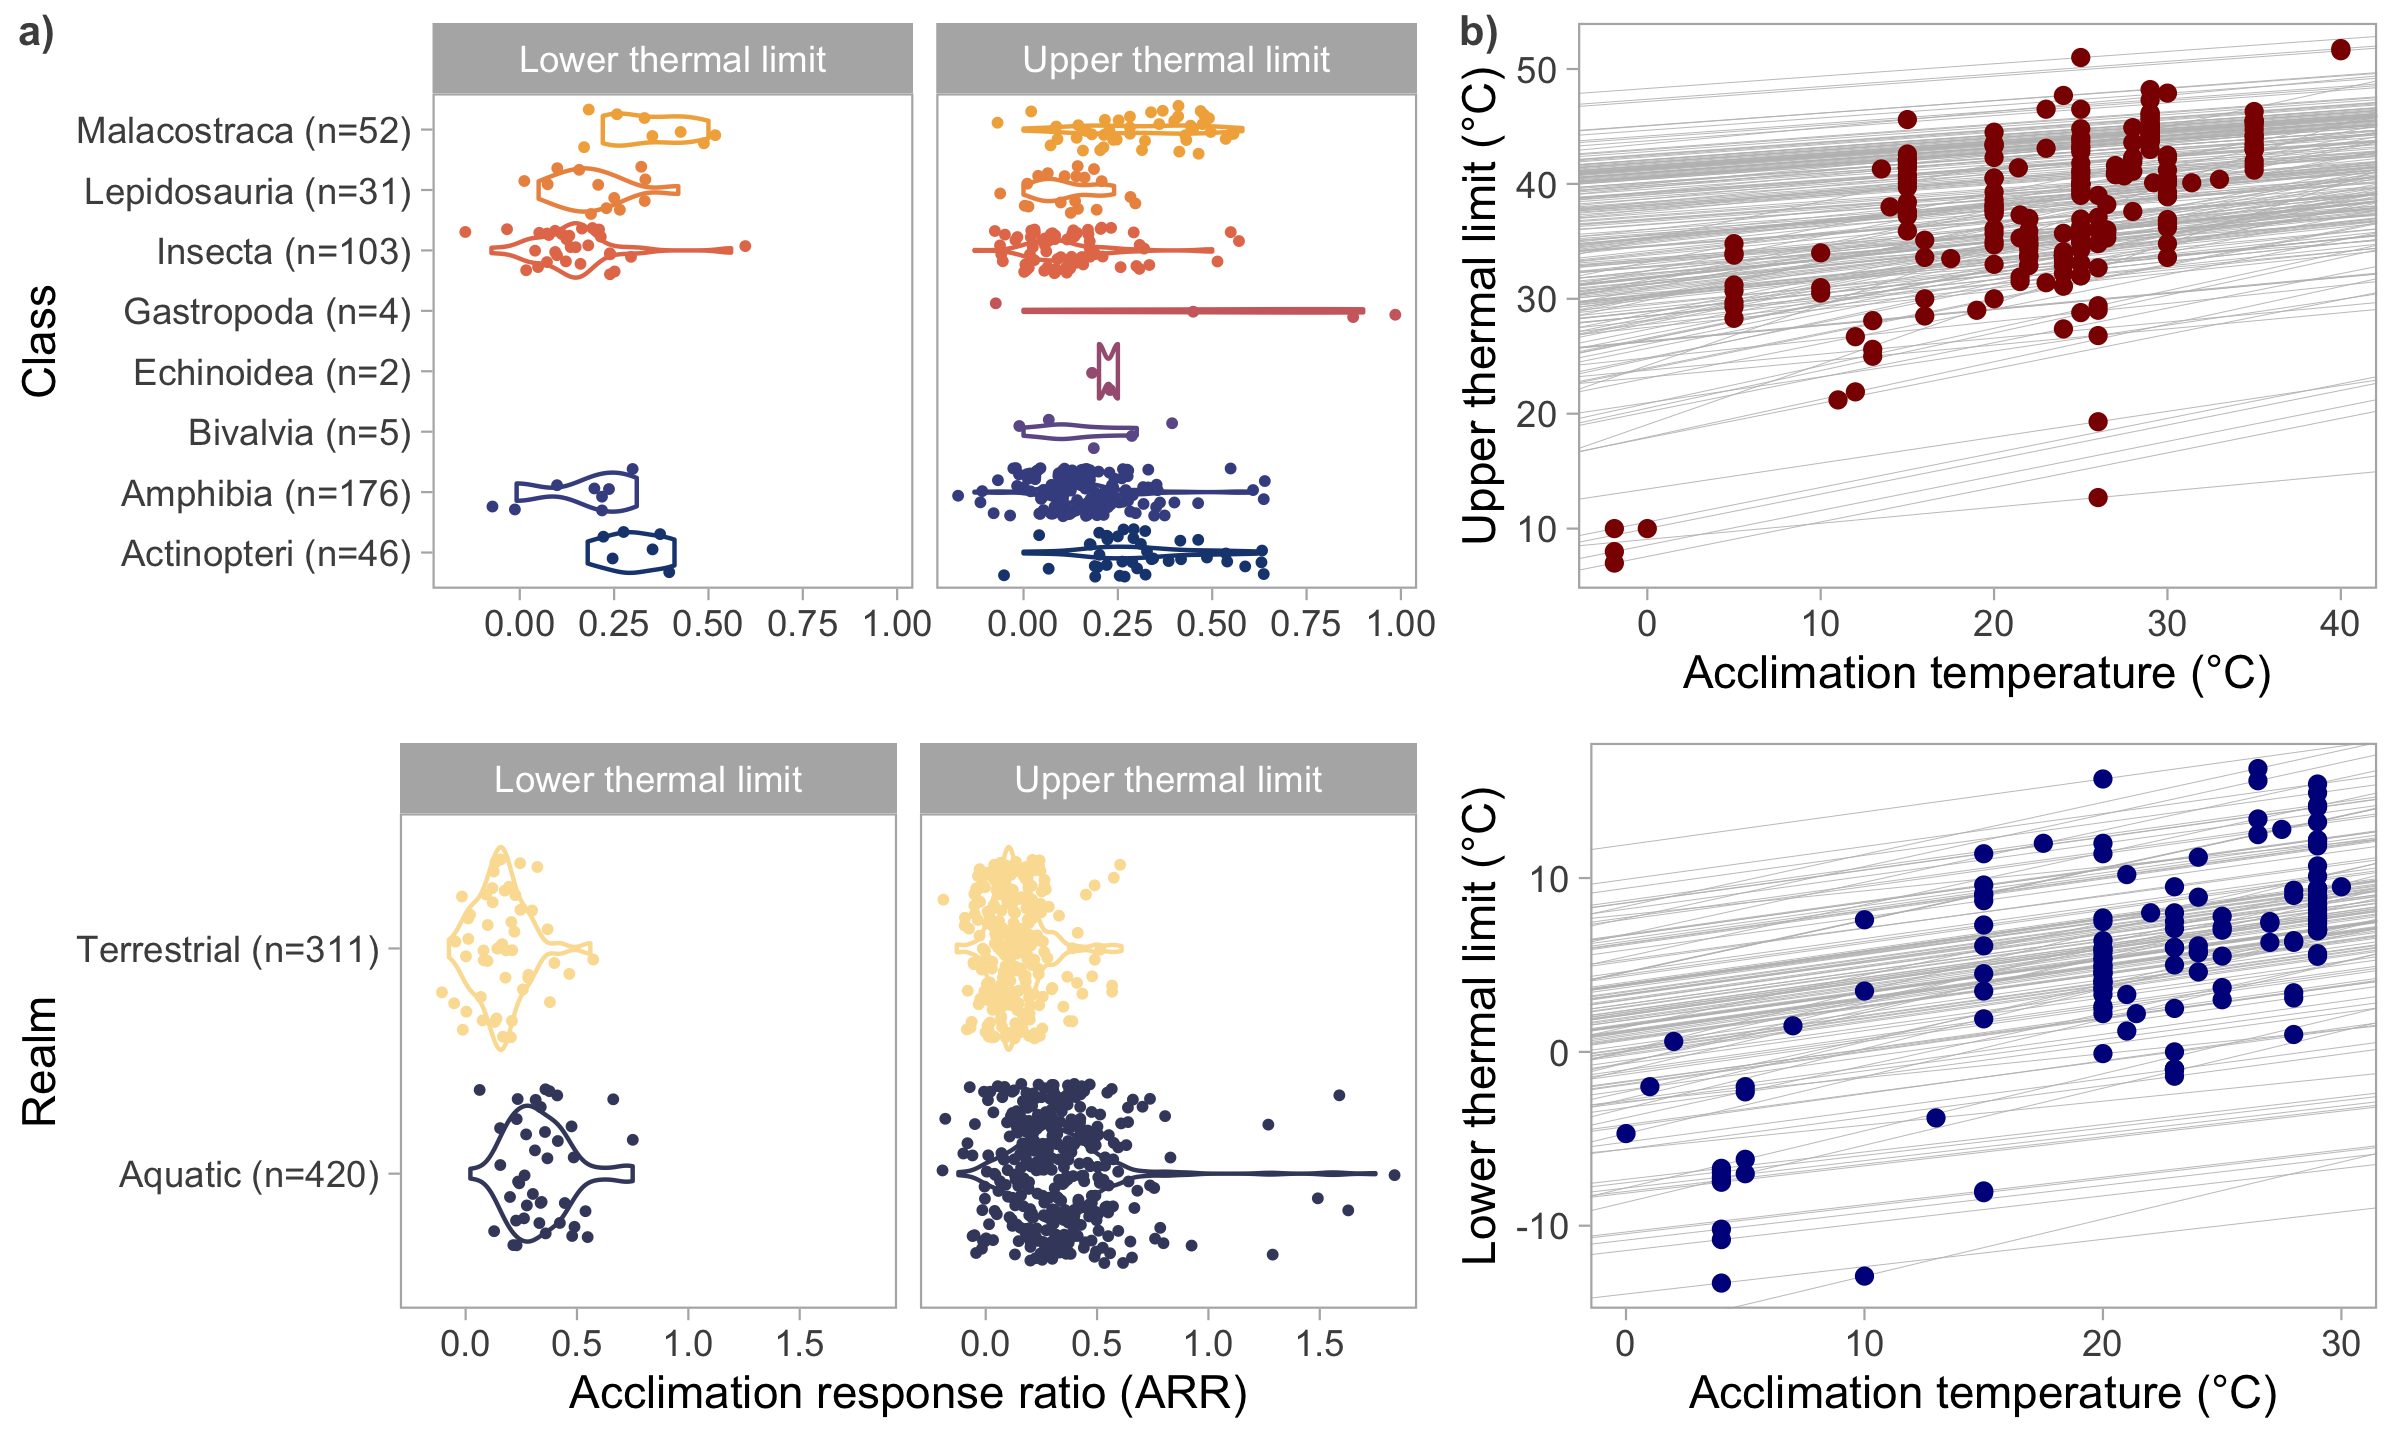 a)
Lower thermal limit
Upper thermal limit
Class
Malacostraca (n=52)
Lepidosauria (n=31)
Insecta (n=103)
Gastropoda (n=4)
Echinoidea (n=2)
Bivalvia (n=5)
Amphibia (n=176)
Actinopteri (n=46)
0.00 0.25 0.50 0.75 1.00
0.00 0.25 0.50 0.75 1.00
b)
Upper thermal limit (°C)
50
40
30
20
10
0 10 20 30 40
Acclimation temperature (°C)
Lower thermal limit
Upper thermal limit
Realm
Terrestrial (n=311)
Aquatic (n=420)
0.0 0.5 1.0 1.5
0.0 0.5 1.0 1.5
Acclimation response ratio (ARR)
Lower thermal limit (°C)
10
0
-10
0 10 20 30
Acclimation temperature (°C)